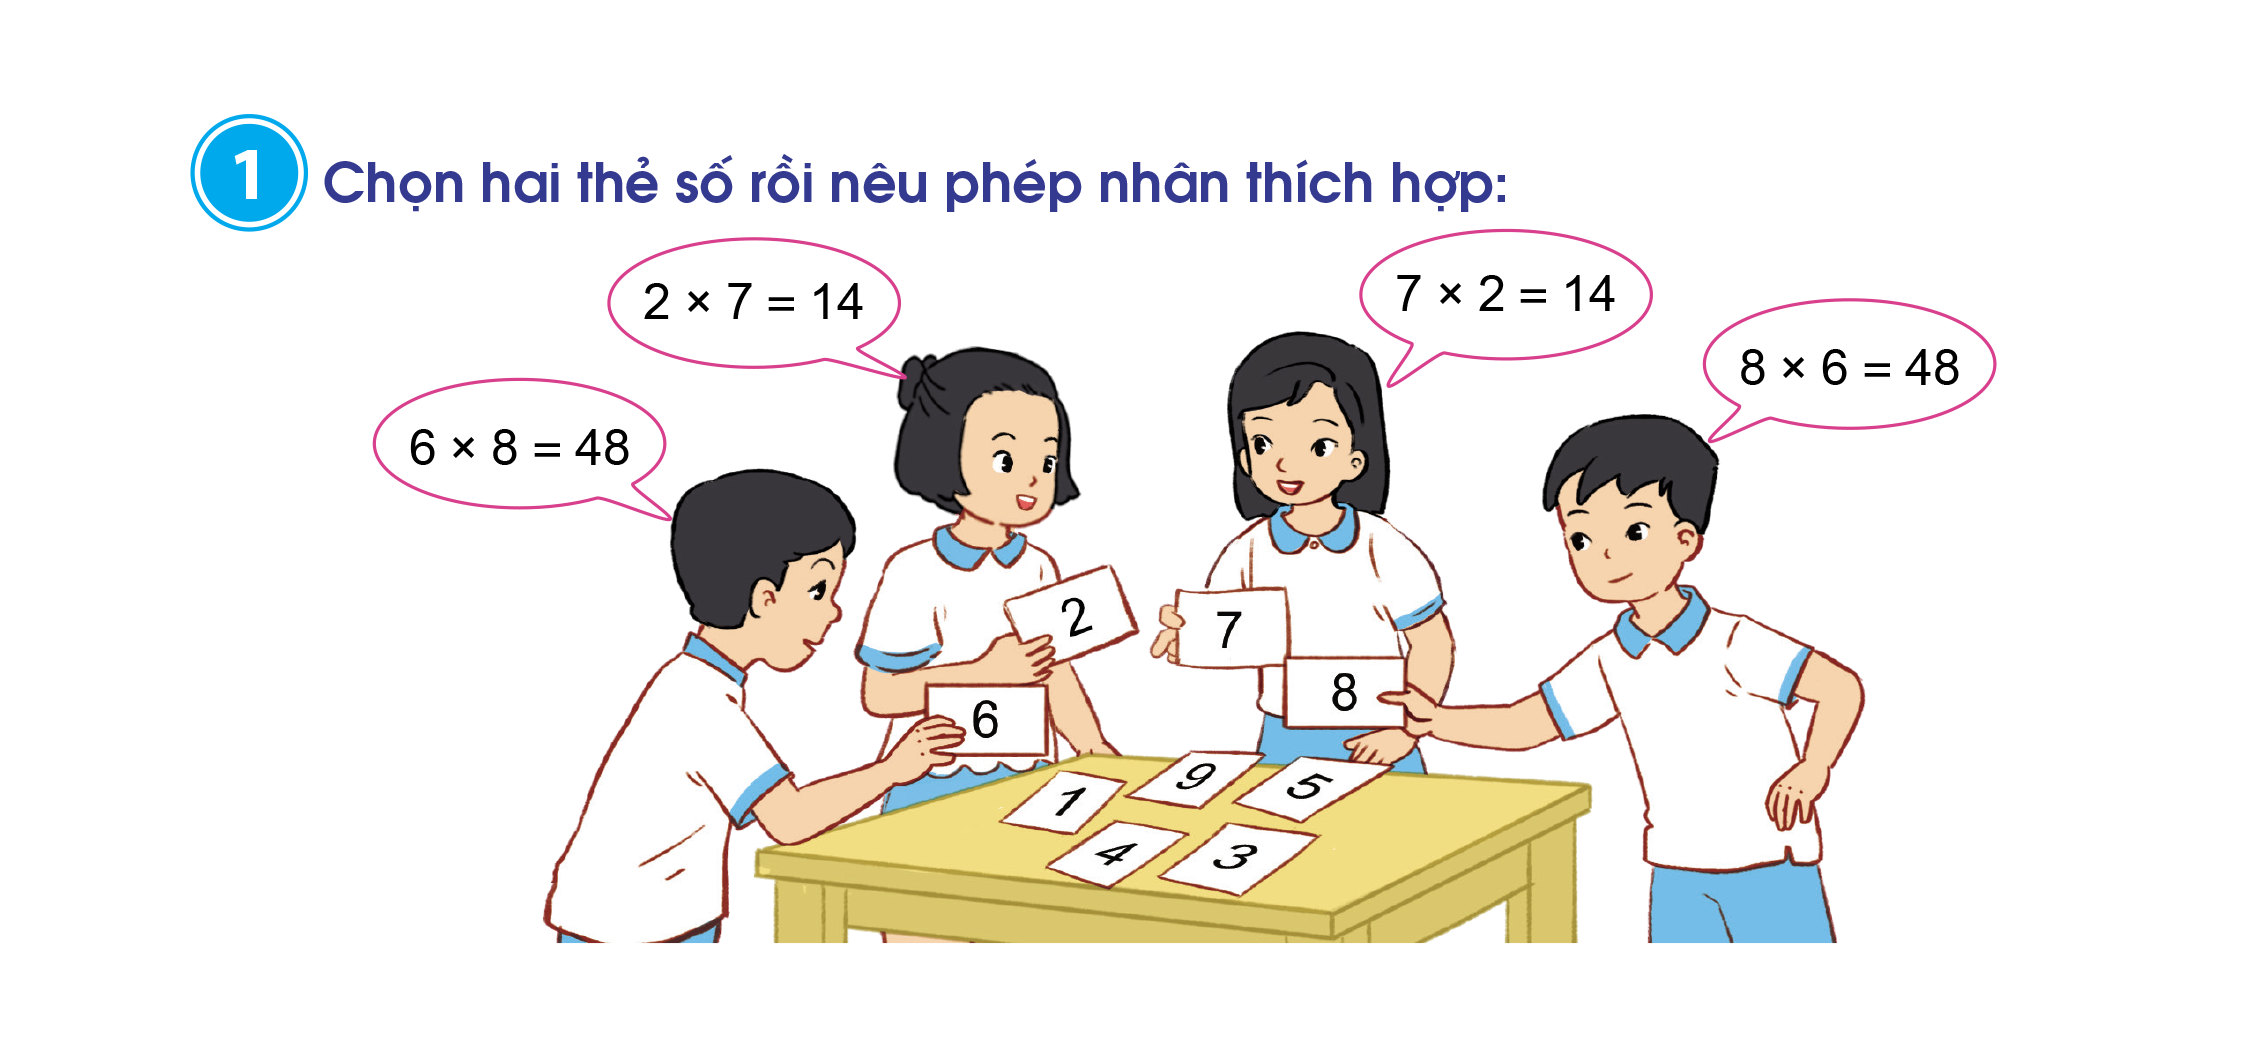 1 Chọn hai thẻ số rồi nêu phép nhân thích hợp:
2 × 7 = 14
7 × 2 = 14
8 × 6 = 48
6 × 8 = 48
2
7
6
8
1
9
5
4
3